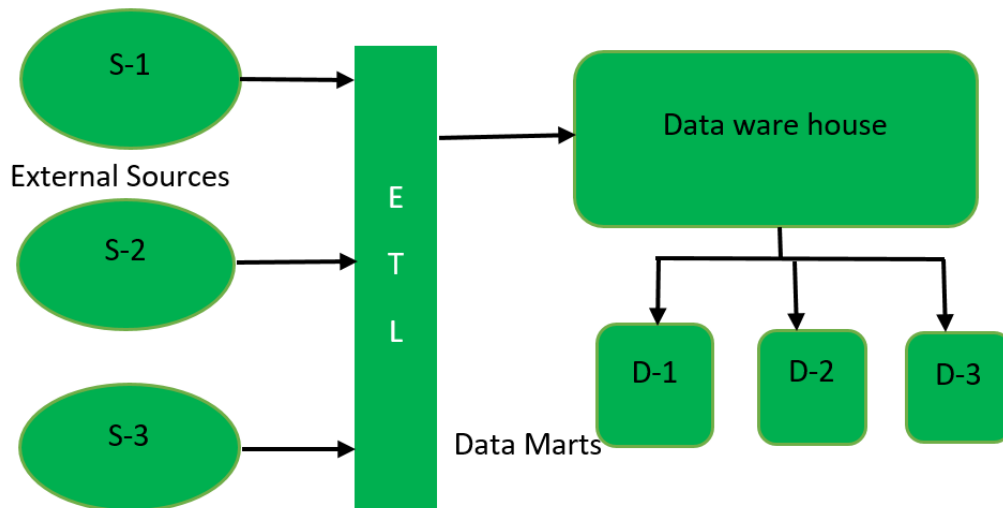 S-1
External Sources
S-2
S-3
E
T
L
Data ware house
D-1
D-2
D-3
Data Marts